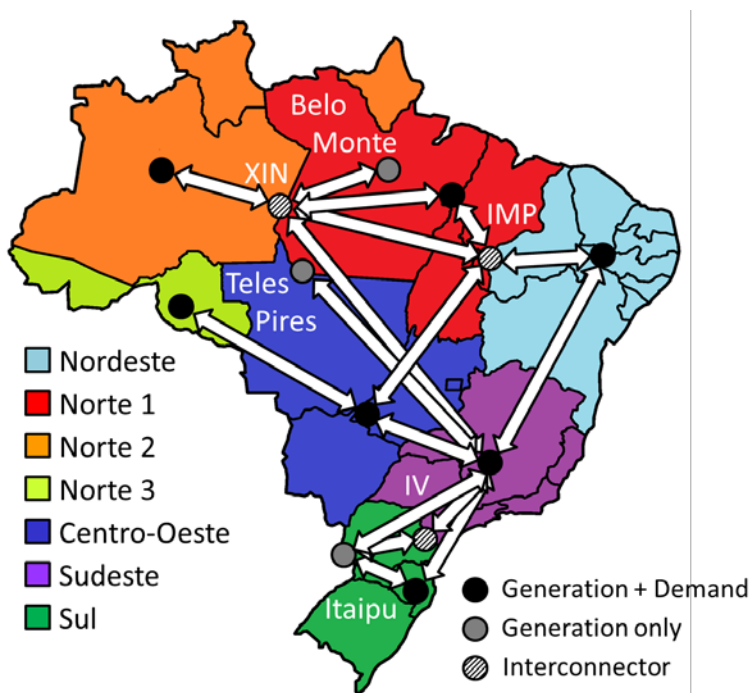 Belo
Monte
XIN
IMP
Teles
Pires
Nordeste
Norte 1
Norte 2
Norte 3
Centro-Oeste
Sudeste
Sul
IV
Itaipu
Generation + Demand
Generation only
Interconnector